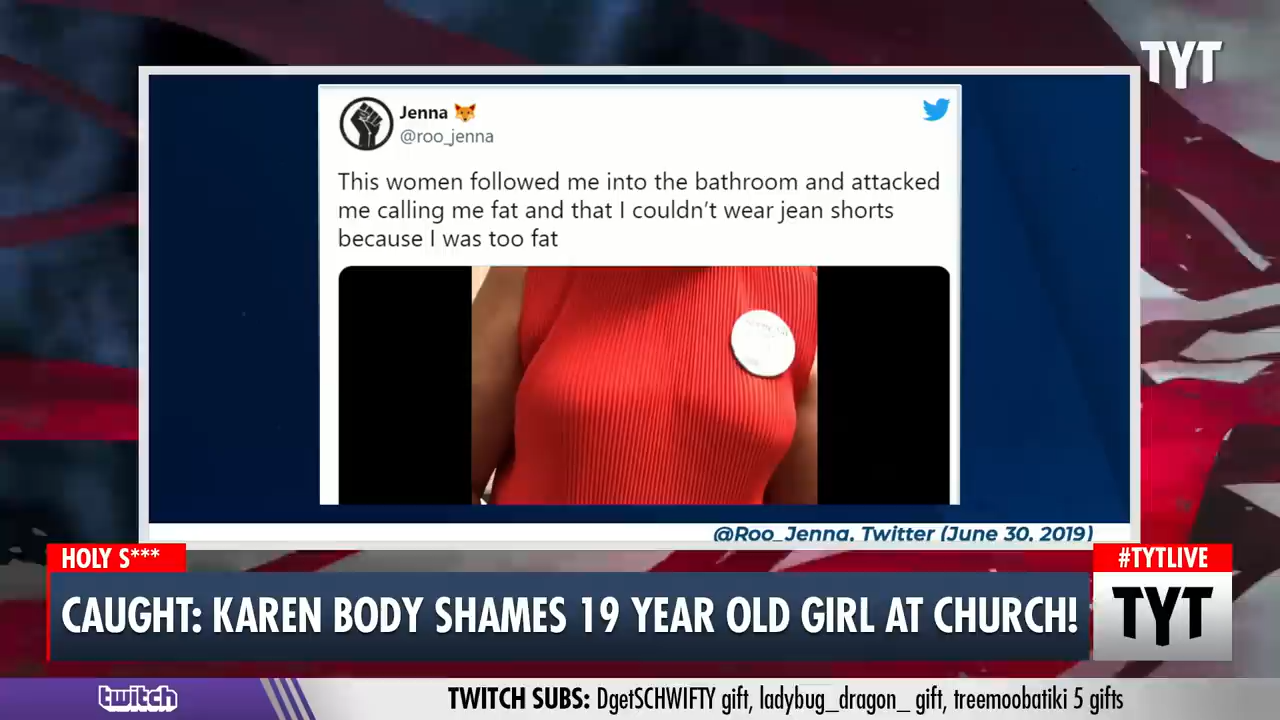 TYT
Jenna 🦊
@roo_jenna
This women followed me into the bathroom and attacked
me calling me fat and that I couldn't wear jean shorts
because I was too fat
@Roo_Jenna, Twitter (June 30, 2019)
HOLY S***
#TYTLIVE
CAUGHT: KAREN BODY SHAMES 19 YEAR OLD GIRL AT CHURCH!
TYT
twitch
TWITCH SUBS: DgetSCHWIFTY gift, ladybug_dragon_ gift, treemoobatiki 5 gifts